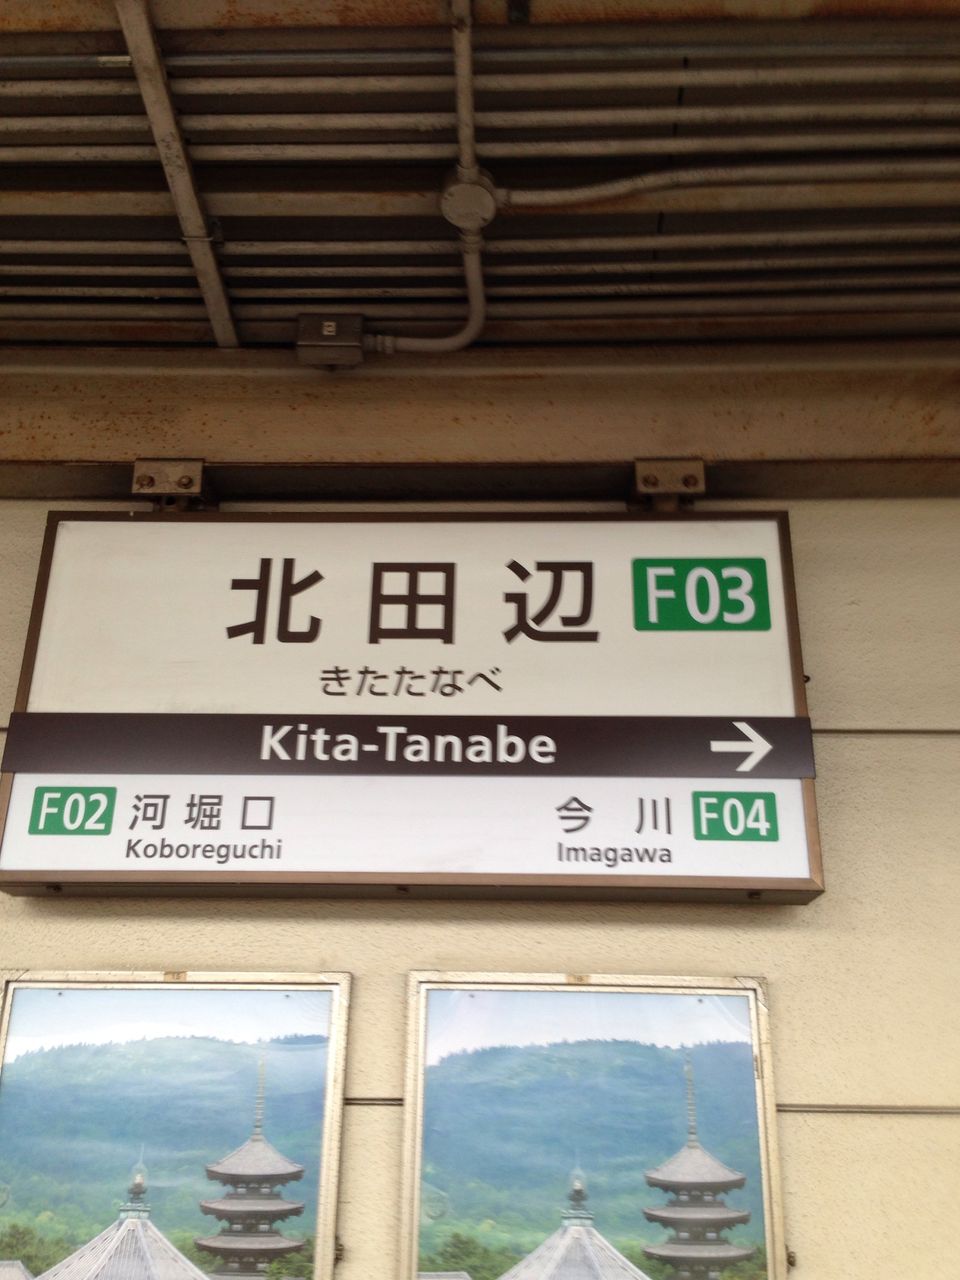 北田辺 F03
きたたなべ
Kita-Tanabe →
F02 河堀口 今川 F04
Koboreguchi Imagawa